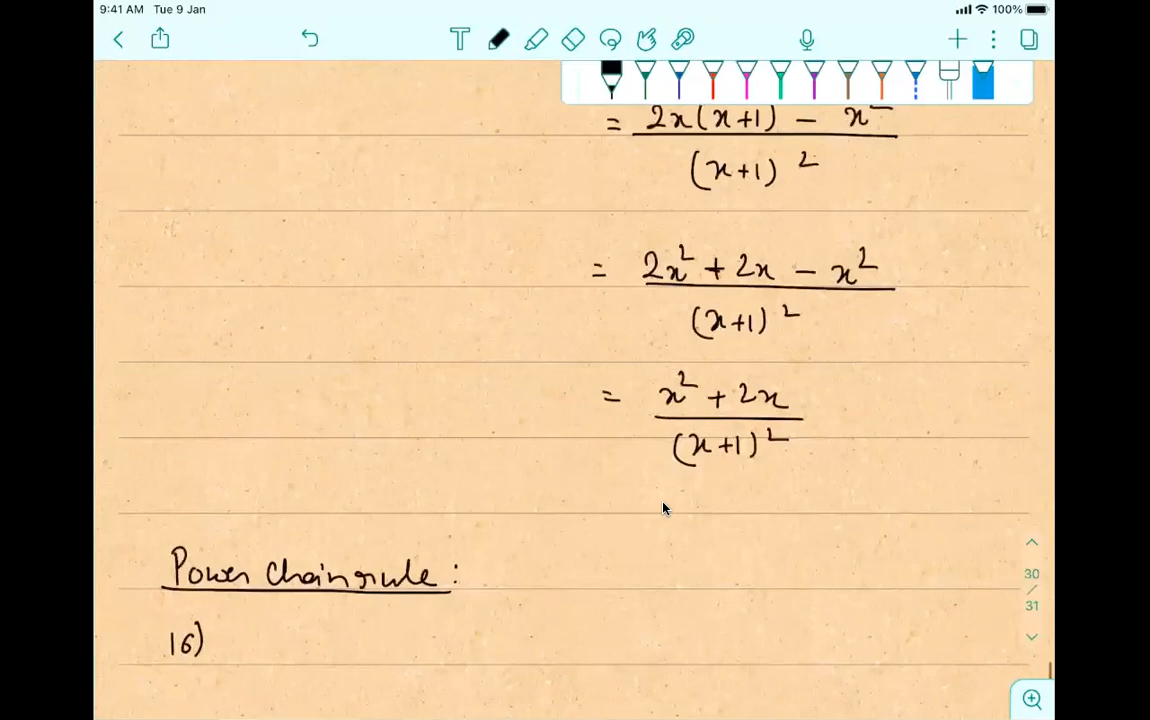 9:41 AM Tue 9 Jan 100%
T
= 2x(x+1) - x²
(x+1)²
= 2x² + 2x - x²
(x+1)²
= x² + 2x
(x+1)²
Power Chain rule :
16)
30
/
31